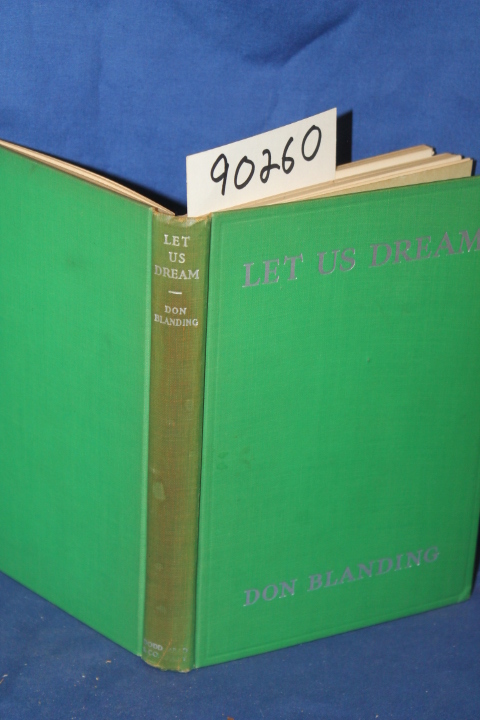 90260
LET
US
DREAM
DON
BLANDING
LET US DREAM
DON BLANDING